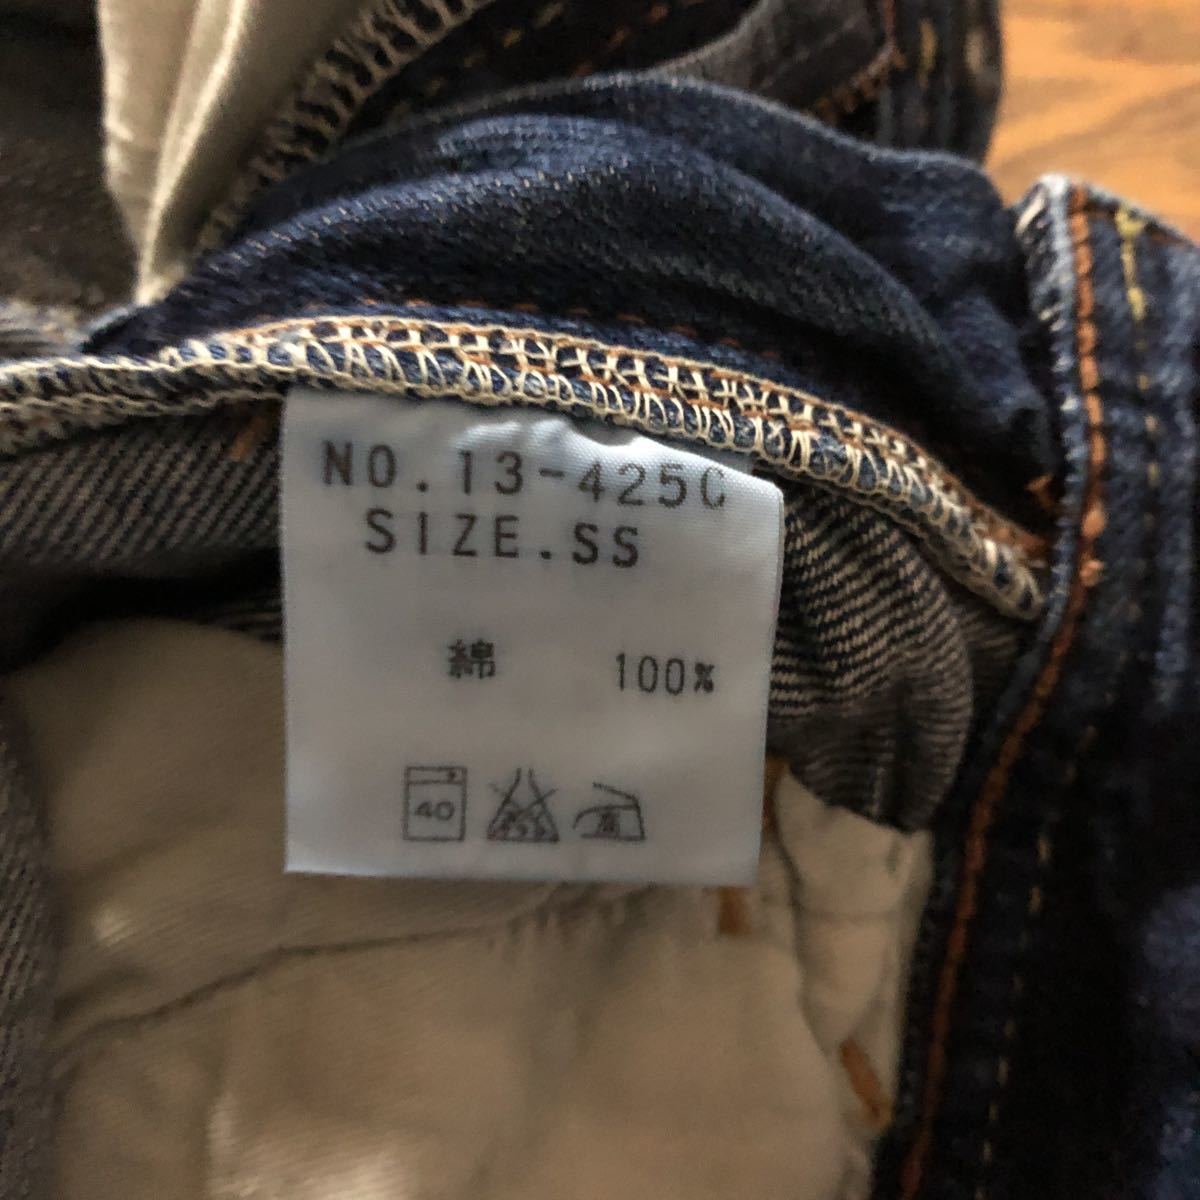 NO.13-425C
SIZE.SS
綿 100%
40